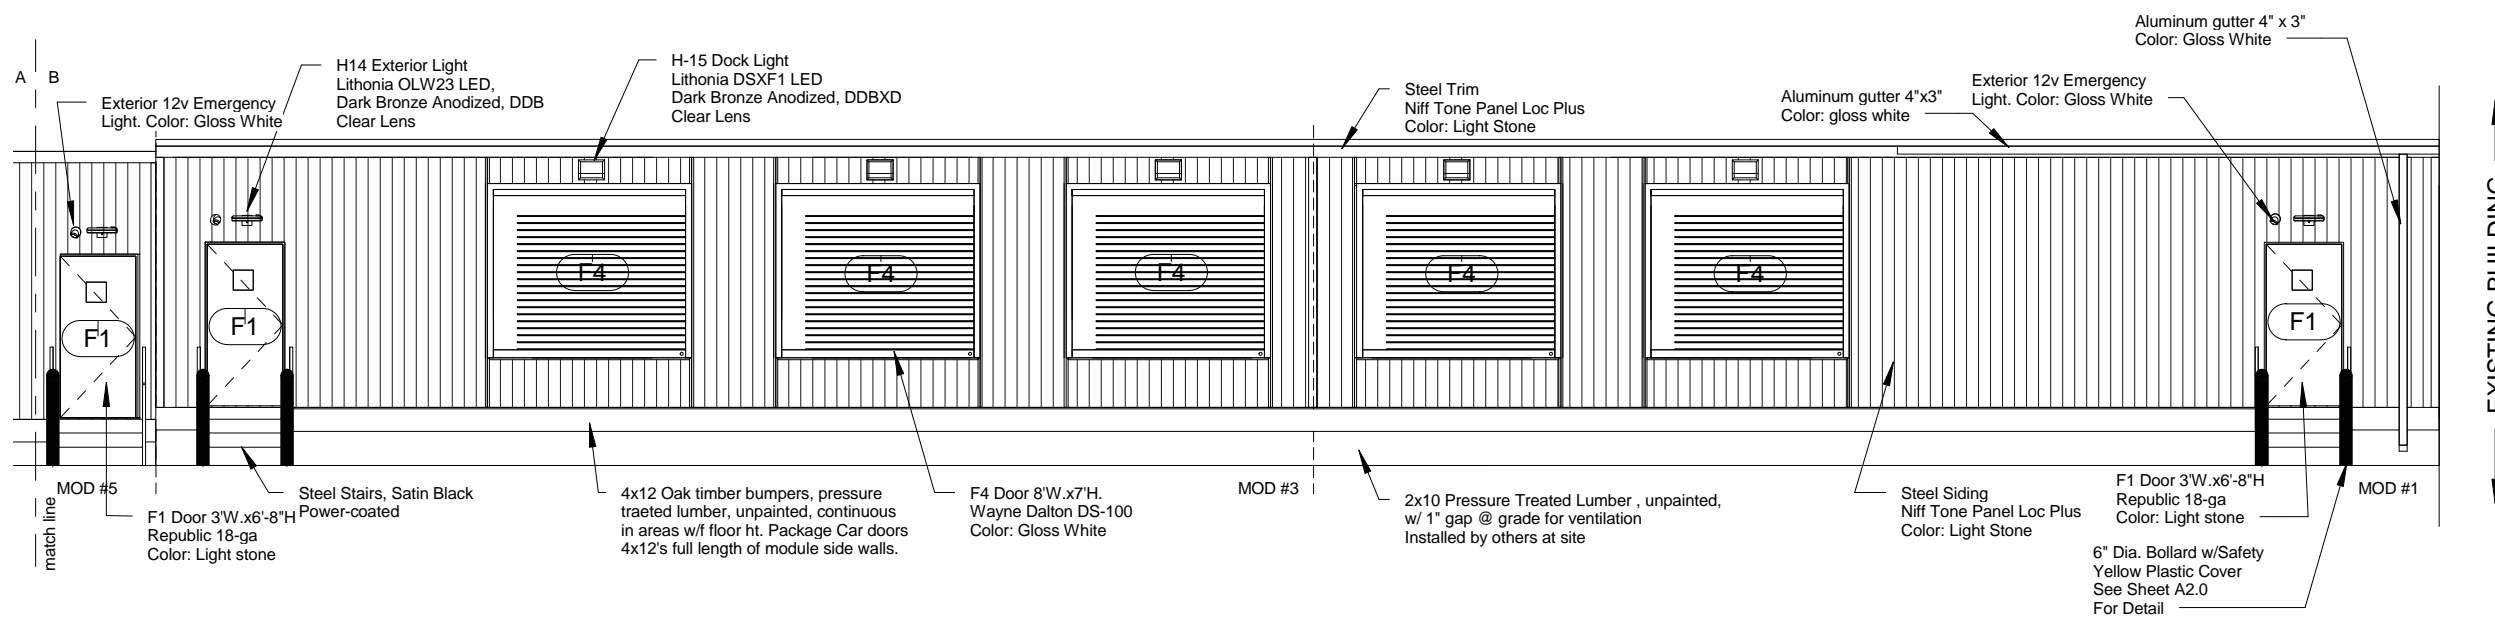 Aluminum gutter 4" x 3"
Color: Gloss White
A
B
H14 Exterior Light
Lithonia OLW23 LED,
Dark Bronze Anodized, DDB
Clear Lens
H-15 Dock Light
Lithonia DSXF1 LED
Dark Bronze Anodized, DDBXD
Clear Lens
Exterior 12v Emergency
Light. Color: Gloss White
Steel Trim
Niff Tone Panel Loc Plus
Color: Light Stone
Aluminum gutter 4"x3"
Color: gloss white
Exterior 12v Emergency
Light. Color: Gloss White
F1
F1
F4
F4
F4
F4
F4
F1
EXISTING BUILDING
MOD #5
MOD #3
MOD #1
match line
F1 Door 3'W.x6'-8"H
Republic 18-ga
Color: Light stone
Steel Stairs, Satin Black
Power-coated
4x12 Oak timber bumpers, pressure
traeted lumber, unpainted, continuous
in areas w/f floor ht. Package Car doors
4x12's full length of module side walls.
F4 Door 8'W.x7'H.
Wayne Dalton DS-100
Color: Gloss White
2x10 Pressure Treated Lumber , unpainted,
w/ 1" gap @ grade for ventilation
Installed by others at site
Steel Siding
Niff Tone Panel Loc Plus
Color: Light Stone
F1 Door 3'W.x6'-8"H
Republic 18-ga
Color: Light stone
6" Dia. Bollard w/Safety
Yellow Plastic Cover
See Sheet A2.0
For Detail